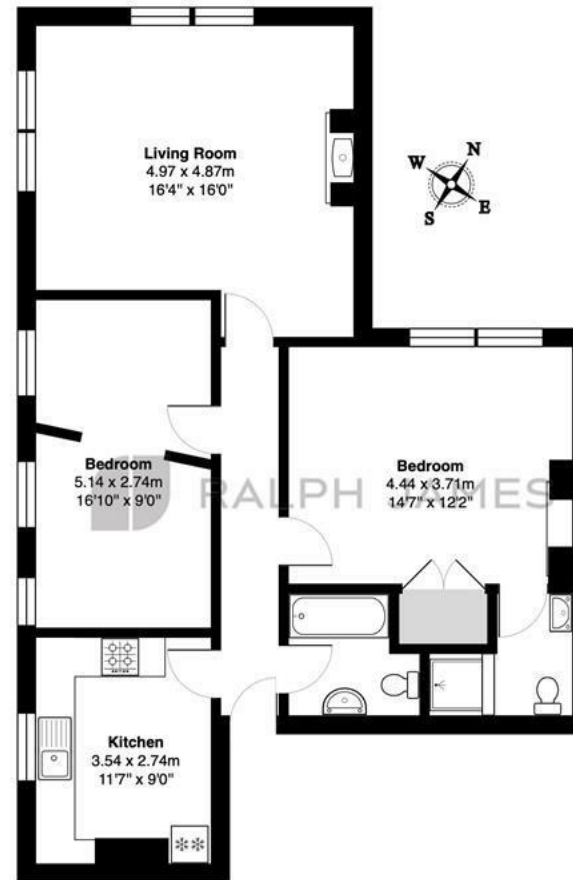 Living Room
4.97 x 4.87m
16'4" x 16'0"
N
W
E
S
Bedroom
5.14 x 2.74m
16'10" x 9'0"
Bedroom
4.44 x 3.71m
14'7" x 12'2"
RALPH JAMES
Kitchen
3.54 x 2.74m
11'7" x 9'0"